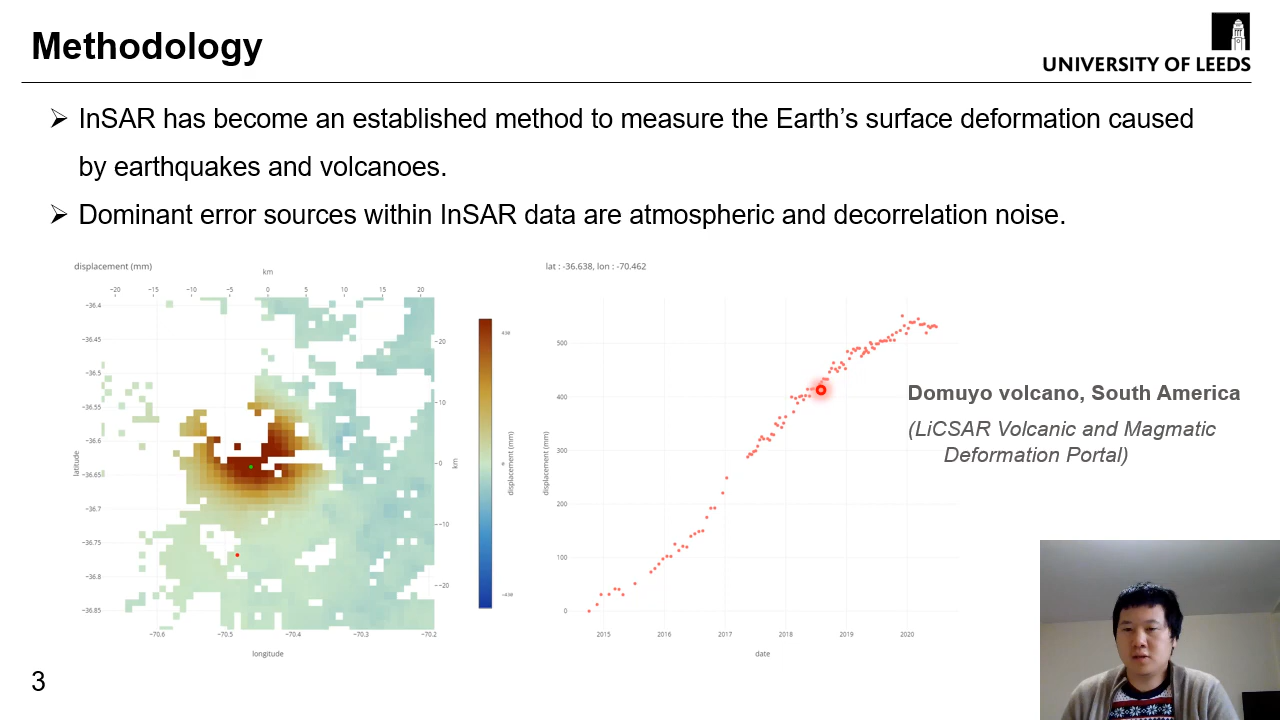 Methodology
UNIVERSITY OF LEEDS
➢ InSAR has become an established method to measure the Earth's surface deformation caused
by earthquakes and volcanoes.
➢ Dominant error sources within InSAR data are atmospheric and decorrelation noise.
displacement (mm)
km
−20 −15 −10 −5 0 5 10 15 20
−36.4
−36.45
−36.5
−36.55
−36.6
−36.65
−36.7
−36.75
−36.8
−36.85
latitude
−70.6 −70.5 −70.4 −70.3 −70.2
longitude
20
10
0
−10
−20
km
0
displacement (mm)
lat : -36.638, lon : -70.462
500
400
300
200
100
0
displacement (mm)
2015 2016 2017 2018 2019 2020
date
Domuyo volcano, South America
(LiCSAR Volcanic and Magmatic
Deformation Portal)
3